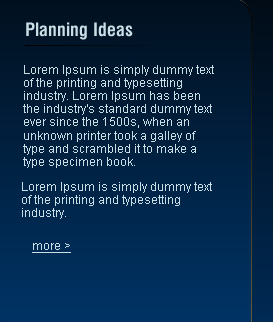 Planning Ideas
Lorem Ipsum is simply dummy text
of the printing and typesetting
industry. Lorem Ipsum has been
the industry's standard dummy text
ever since the 1500s, when an
unknown printer took a galley of
type and scrambled it to make a
type specimen book.
Lorem Ipsum is simply dummy text
of the printing and typesetting
industry.
more >